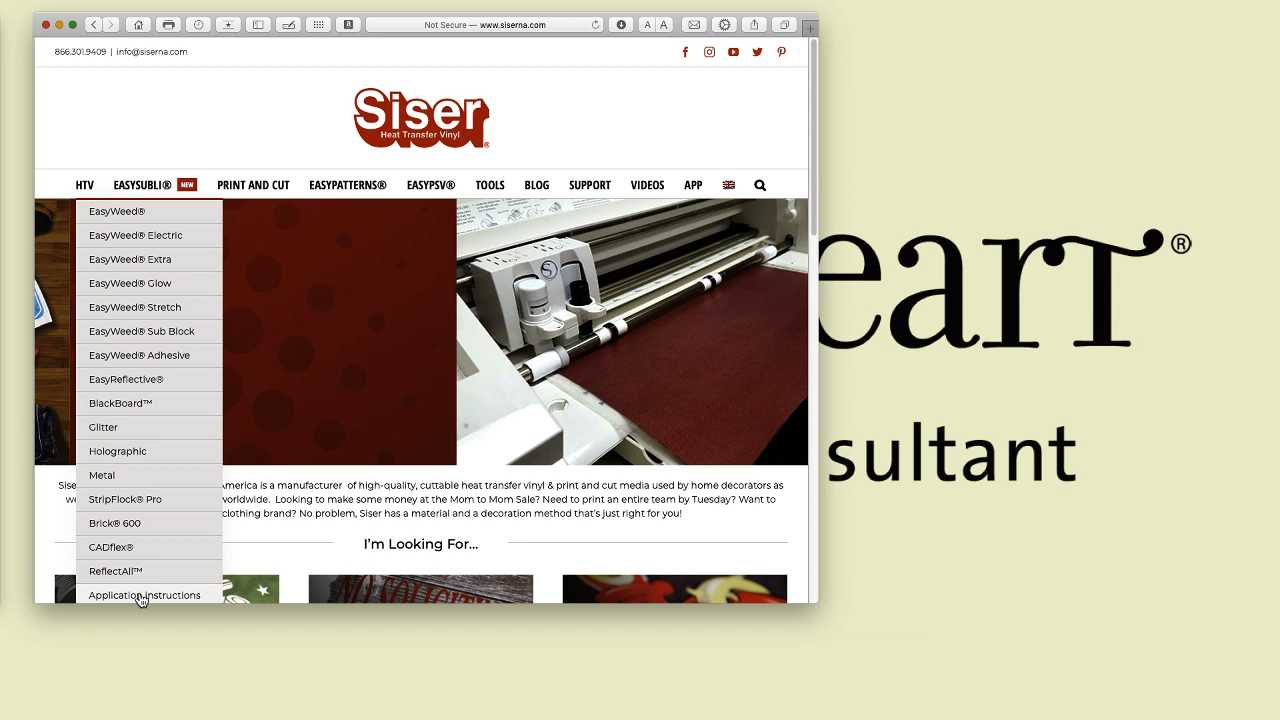 Not Secure — www.siserna.com
A A
866.301.9409 | info@siserna.com
Siser
Heat Transfer Vinyl
®
HTV EASYSUBLI® NEW PRINT AND CUT EASYPATTERNS® EASYPSV® TOOLS BLOG SUPPORT VIDEOS APP
EasyWeed®
EasyWeed® Electric
EasyWeed® Extra
EasyWeed® Glow
EasyWeed® Stretch
EasyWeed® Sub Block
EasyWeed® Adhesive
EasyReflective®
BlackBoard™
Glitter
Holographic
Metal
StripFlock® Pro
Brick® 600
CADflex®
ReflectAll™
Application Instructions
Sise America is a manufacturer of high-quality, cuttable heat transfer vinyl & print and cut media used by home decorators as
we worldwide. Looking to make some money at the Mom to Mom Sale? Need to print an entire team by Tuesday? Want to
clothing brand? No problem, Siser has a material and a decoration method that's just right for you!
I'm Looking For...
NO SOLICITI
eart®
sultant